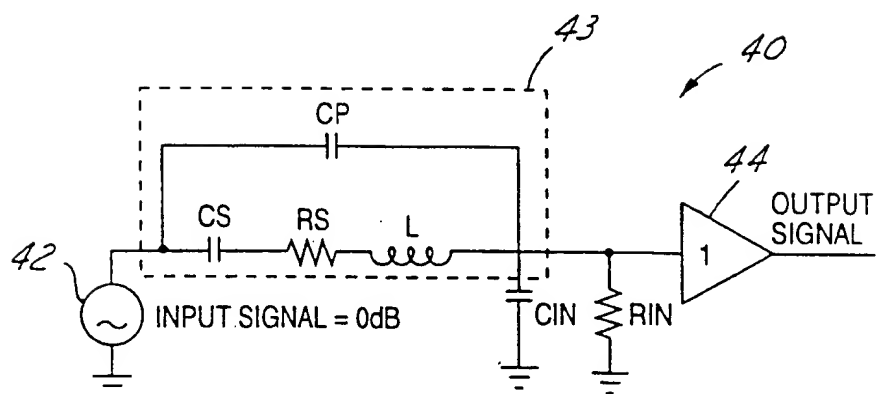 43
40
CP
44
CS
RS
L
OUTPUT
SIGNAL
42
1
INPUT SIGNAL = 0dB
CIN
RIN